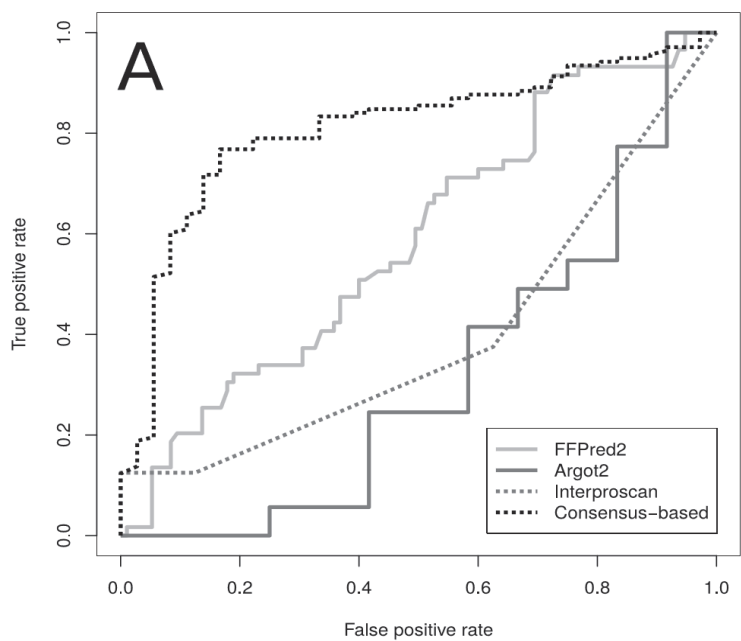 A
1.0
0.8
0.6
0.4
0.2
0.0
True positive rate
FFPred2
Argot2
Interproscan
Consensus−based
0.0 0.2 0.4 0.6 0.8 1.0
False positive rate